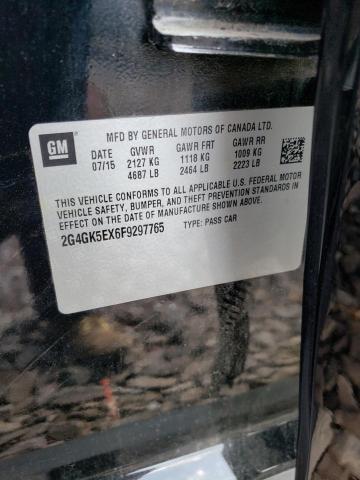 GM
MFD BY GENERAL MOTORS OF CANADA LTD.
DATE GVWR GAWR FRT GAWR RR
07/15 2127 KG 1118 KG 1009 KG
4687 LB 2464 LB 2223 LB
THIS VEHICLE CONFORMS TO ALL APPLICABLE U.S. FEDERAL MOTOR
VEHICLE SAFETY, BUMPER, AND THEFT PREVENTION STANDARDS IN
EFFECT ON THE DATE OF MANUFACTURE SHOWN ABOVE.
2G4GK5EX6F9297765 TYPE: PASS CAR